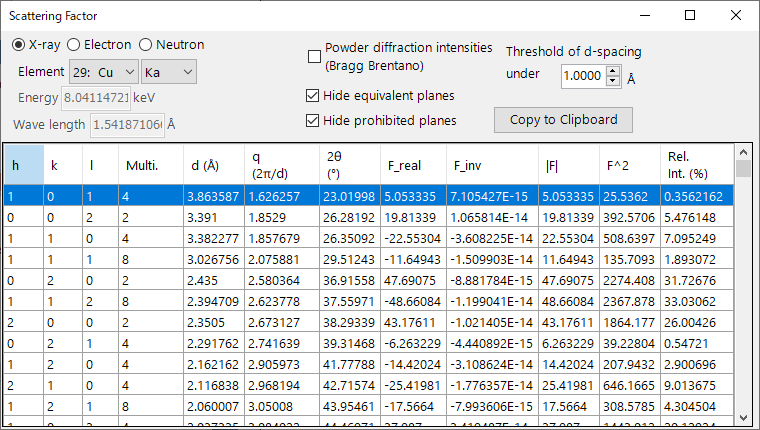 Scattering Factor
X-ray Electron Neutron
Element 29: Cu Ka
Energy 8.04114721 keV
Wave length 1.54187106 Å
Powder diffraction intensities
(Bragg Brentano)
Hide equivalent planes
Hide prohibited planes
Threshold of d-spacing
under 1.0000 Å
Copy to Clipboard
h k l Multi. d (Å) q (2π/d) 2θ (°) F_real F_inv |F| F^2 Rel. Int. (%)
1 0 1 4 3.863587 1.626257 23.01998 5.053335 7.105427E-15 5.053335 25.5362 0.3562162
0 0 2 2 3.391 1.8529 26.28192 19.81339 1.065814E-14 19.81339 392.5706 5.476148
1 1 0 4 3.382277 1.857679 26.35092 -22.55304 -3.608225E-14 22.55304 508.6397 7.095249
1 1 1 8 3.026756 2.075881 29.51243 -11.64943 -1.509903E-14 11.64943 135.7093 1.893072
0 2 0 2 2.435 2.580364 36.91558 47.69075 -8.881784E-15 47.69075 2274.408 31.72676
1 1 2 8 2.394709 2.623778 37.55971 -48.66084 -1.199041E-14 48.66084 2367.878 33.03062
2 0 0 2 2.3505 2.673127 38.29339 43.17611 -1.021405E-14 43.17611 1864.177 26.00426
0 2 1 4 2.291762 2.741639 39.31468 -6.263229 -4.440892E-15 6.263229 39.22804 0.54721
1 0 2 4 2.162162 2.905973 41.77788 -14.42024 -3.108624E-14 14.42024 207.9432 2.900696
2 1 0 4 2.116838 2.968194 42.71574 -25.41981 -1.776357E-14 25.41981 646.1665 9.013675
1 2 1 8 2.060007 3.05008 43.95461 -17.5664 -7.993606E-15 17.5664 308.5785 4.304504